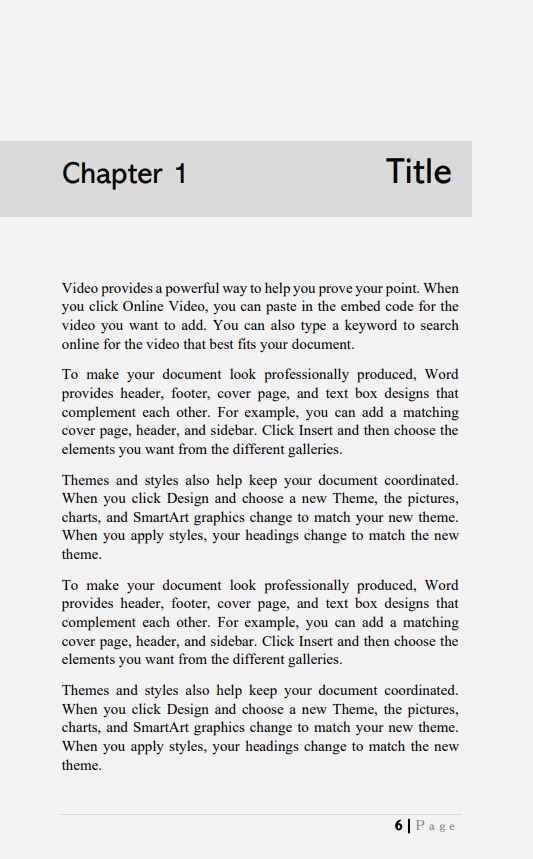 Chapter 1 Title
Video provides a powerful way to help you prove your point. When
you click Online Video, you can paste in the embed code for the
video you want to add. You can also type a keyword to search
online for the video that best fits your document.
To make your document look professionally produced, Word
provides header, footer, cover page, and text box designs that
complement each other. For example, you can add a matching
cover page, header, and sidebar. Click Insert and then choose the
elements you want from the different galleries.
Themes and styles also help keep your document coordinated.
When you click Design and choose a new Theme, the pictures,
charts, and SmartArt graphics change to match your new theme.
When you apply styles, your headings change to match the new
theme.
To make your document look professionally produced, Word
provides header, footer, cover page, and text box designs that
complement each other. For example, you can add a matching
cover page, header, and sidebar. Click Insert and then choose the
elements you want from the different galleries.
Themes and styles also help keep your document coordinated.
When you click Design and choose a new Theme, the pictures,
charts, and SmartArt graphics change to match your new theme.
When you apply styles, your headings change to match the new
theme.
6 | Page